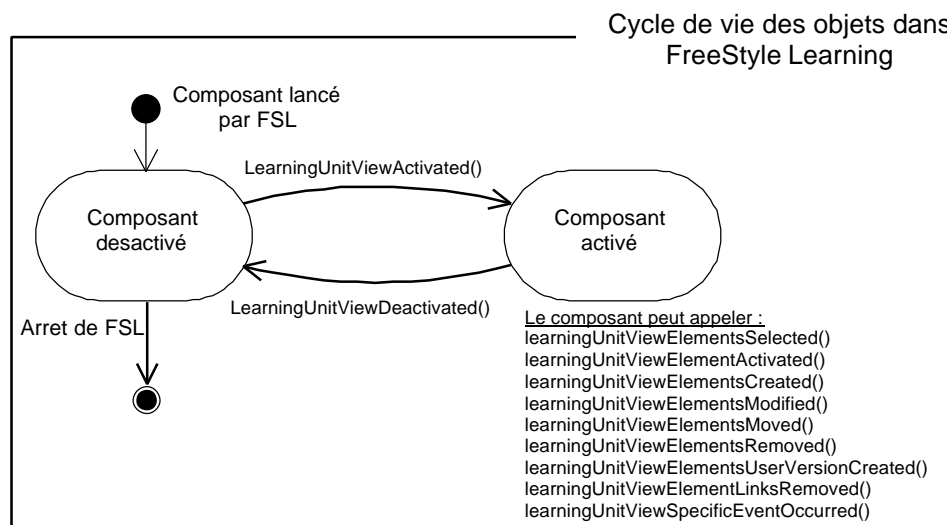 Cycle de vie des objets dans
FreeStyle Learning
Composant lancé
par FSL
LearningUnitViewActivated()
Composant
desactivé
Composant
activé
LearningUnitViewDeactivated()
Arret de FSL
Le composant peut appeler :
learningUnitViewElementsSelected()
learningUnitViewElementActivated()
learningUnitViewElementsCreated()
learningUnitViewElementsModified()
learningUnitViewElementsMoved()
learningUnitViewElementsRemoved()
learningUnitViewElementsUserVersionCreated()
learningUnitViewElementLinksRemoved()
learningUnitViewSpecificEventOccurred()